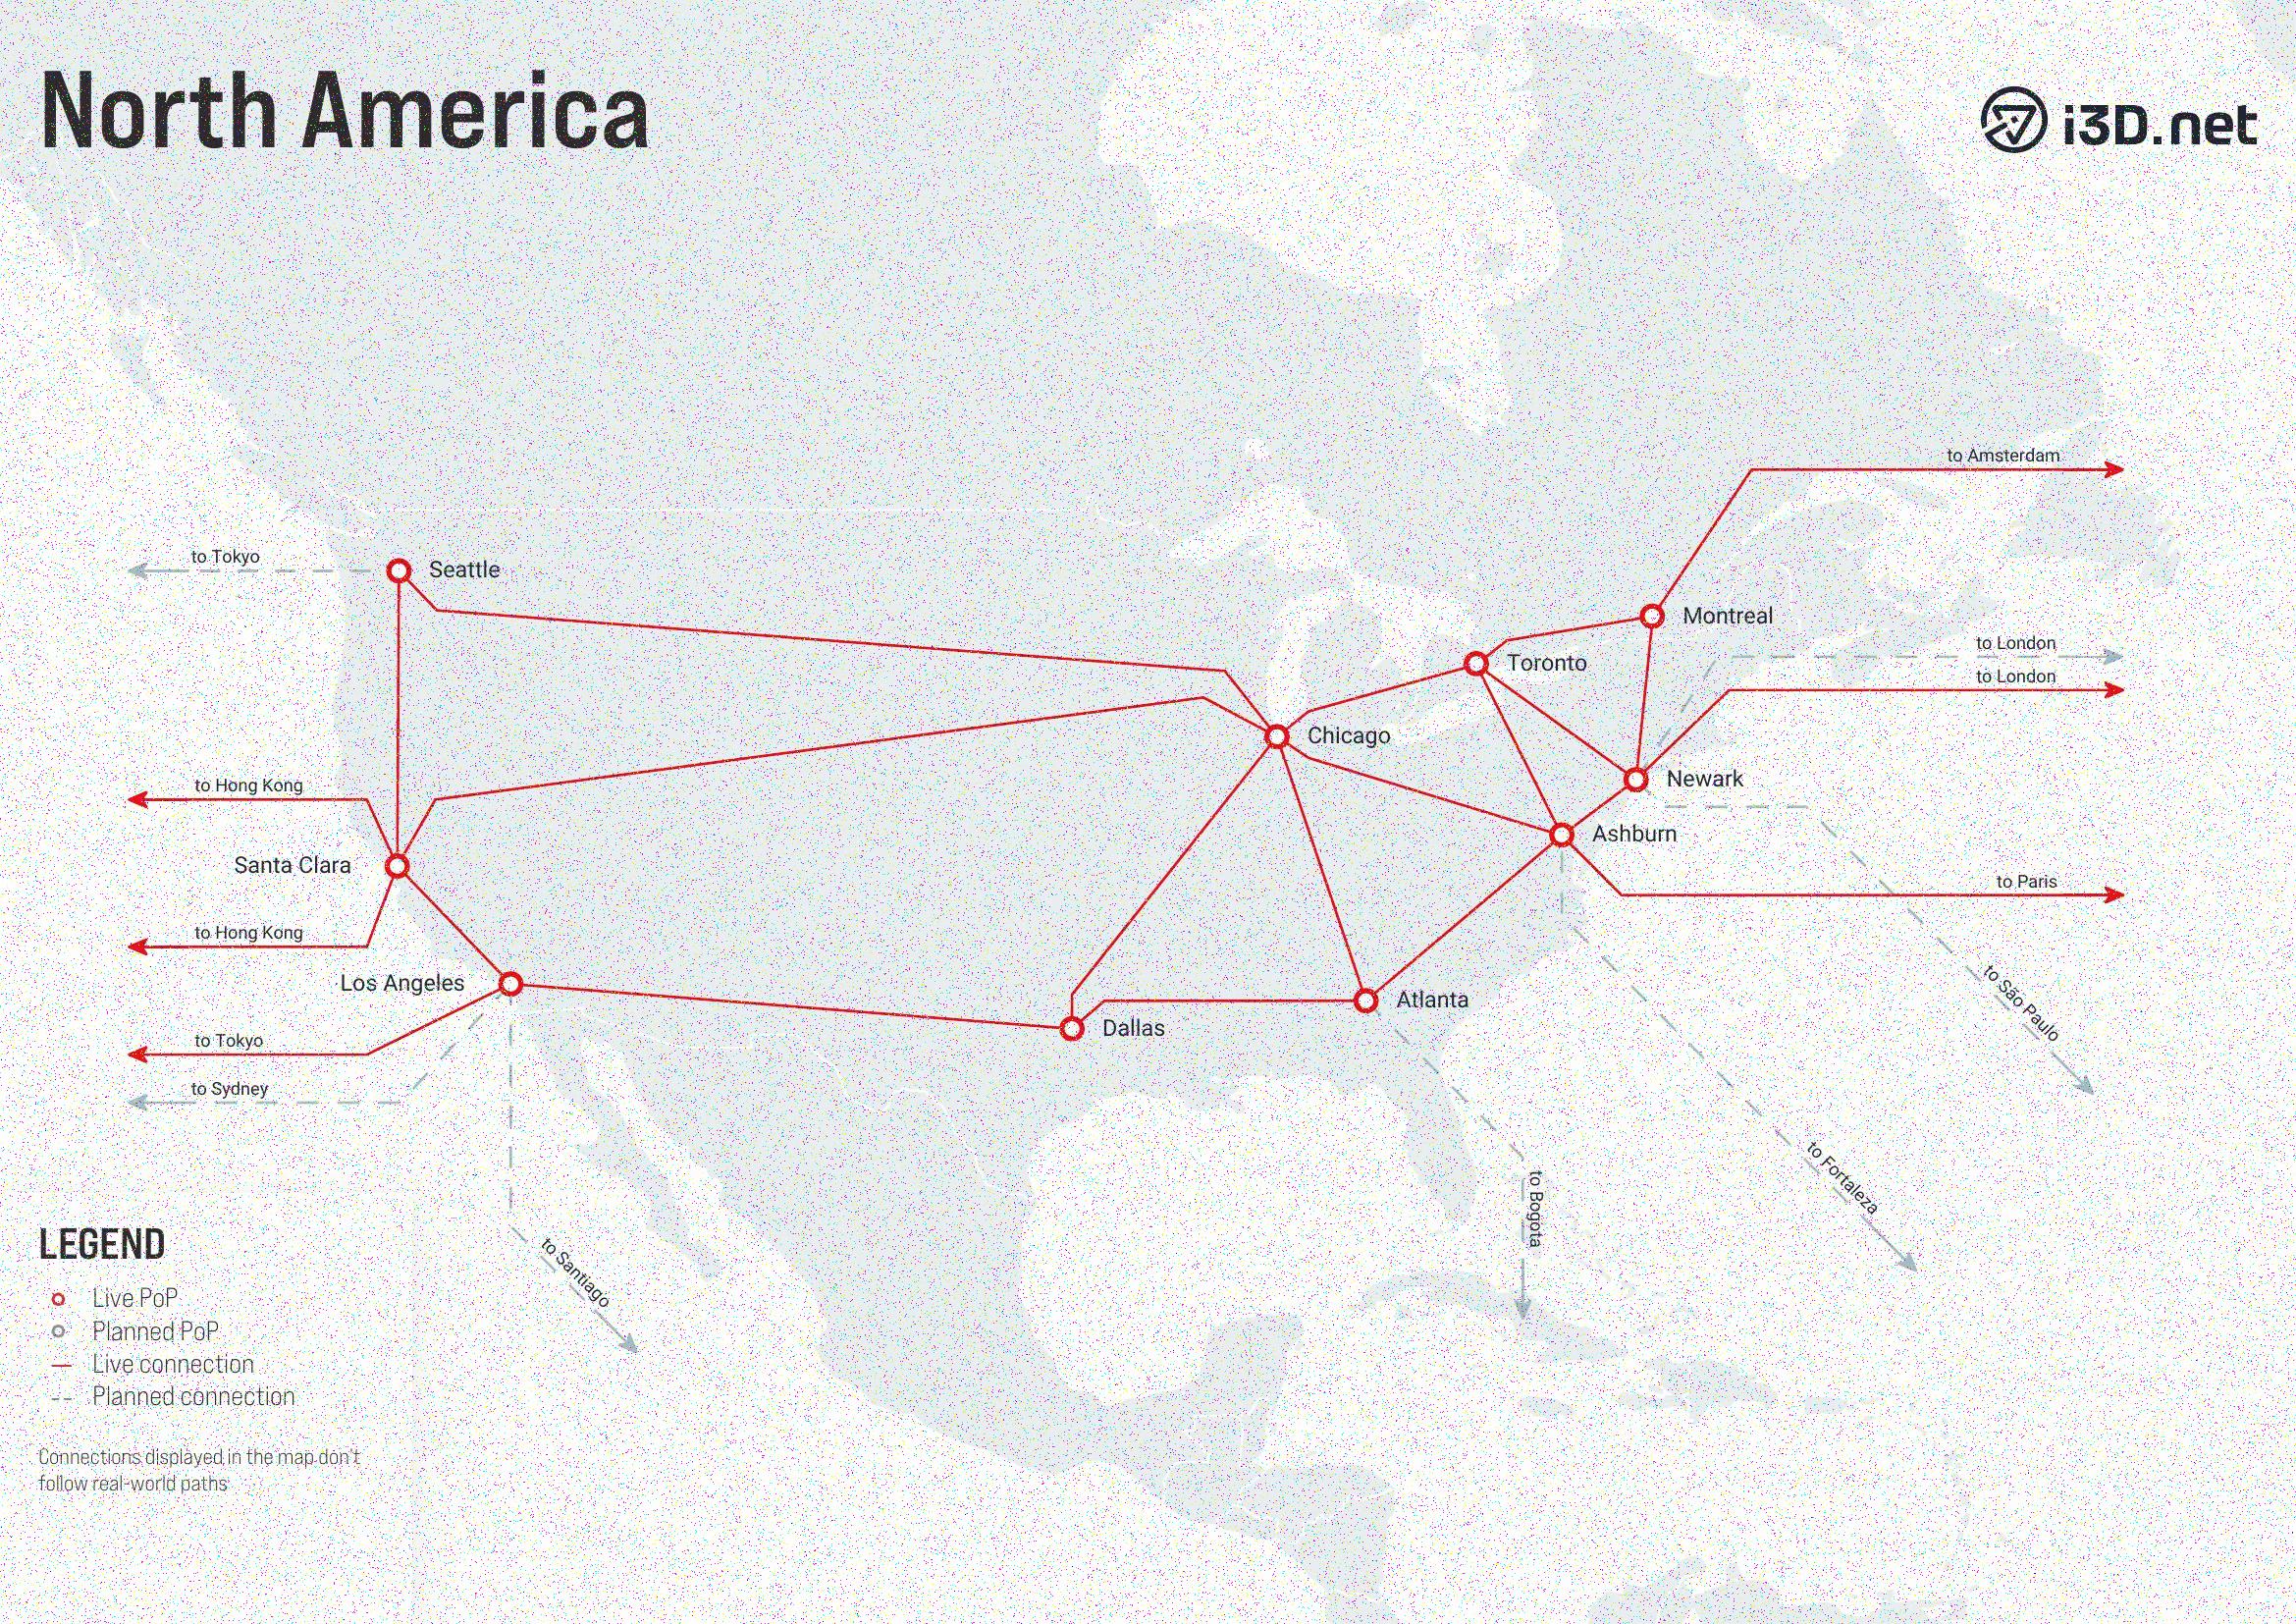 North America
i3D.net
to Amsterdam
to Tokyo
Seattle
Montreal
to London
Toronto
to London
Chicago
Newark
to Hong Kong
Ashburn
Santa Clara
to Paris
to Hong Kong
Los Angeles
Atlanta
to São Paulo
Dallas
to Tokyo
to Sydney
to Fortaleza
to Bogota
to Santiago
LEGEND
Live PoP
Planned PoP
Live connection
Planned connection
Connections displayed in the map don't
follow real-world paths